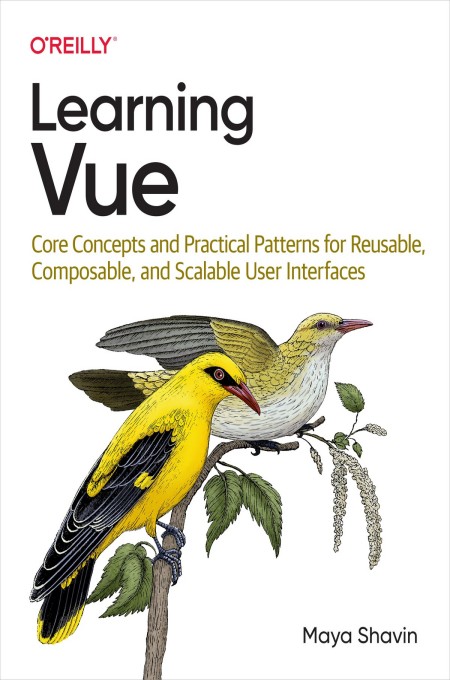 O'REILLY®
Learning
Vue
Core Concepts and Practical Patterns for Reusable,
Composable, and Scalable User Interfaces
Maya Shavin